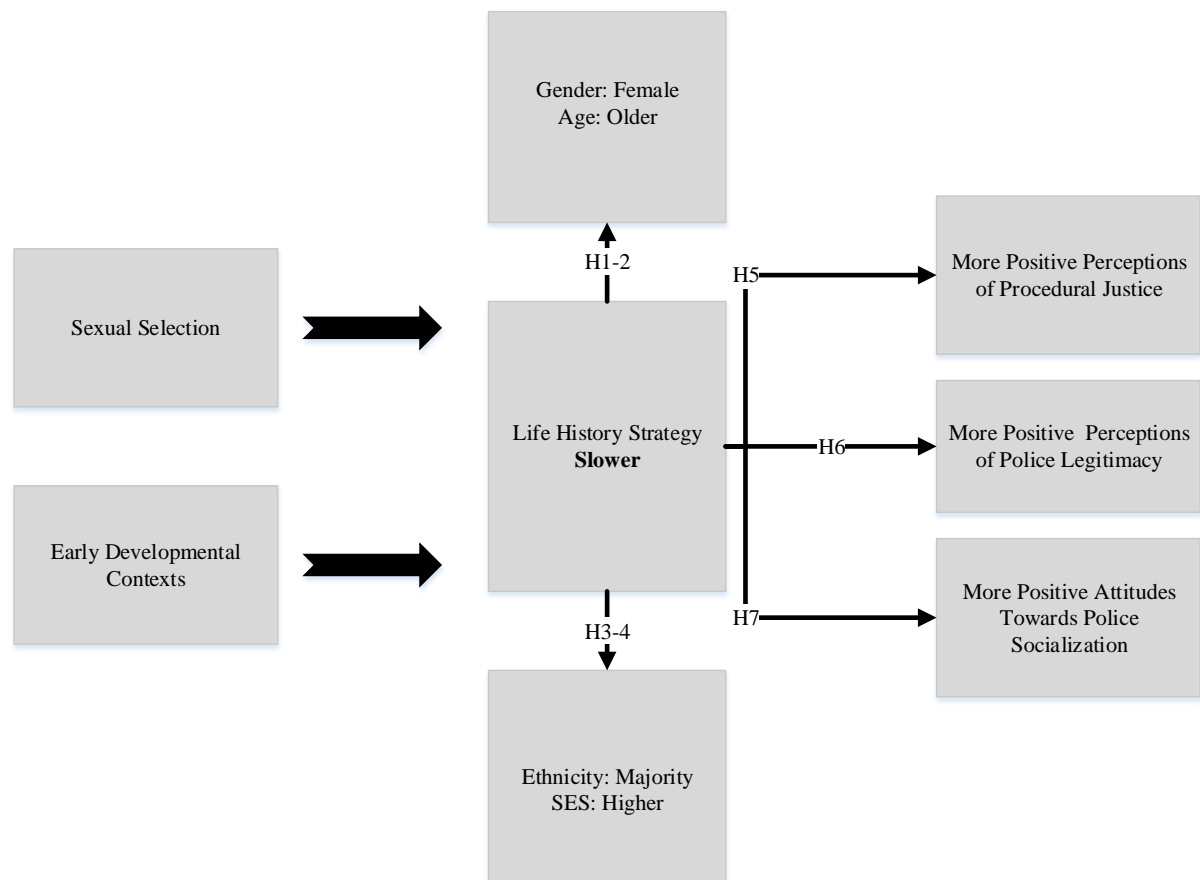 Gender: Female
Age: Older
H1-2
Sexual Selection
Early Developmental
Contexts
Life History Strategy
Slower
H3-4
Ethnicity: Majority
SES: Higher
H5
More Positive Perceptions
of Procedural Justice
H6
More Positive Perceptions
of Police Legitimacy
H7
More Positive Attitudes
Towards Police
Socialization